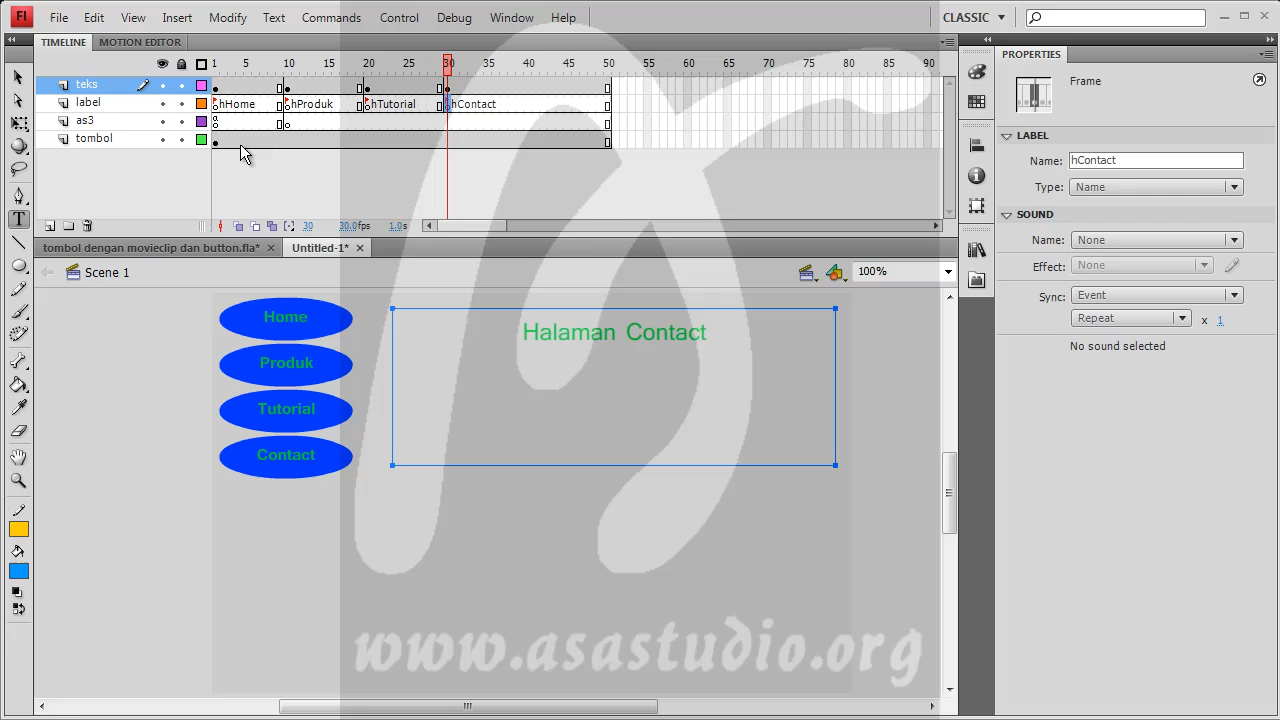 Fl File Edit View Insert Modify Text Commands Control Debug Window Help CLASSIC
TIMELINE MOTION EDITOR
1 5 10 15 20 25 30 35 40 45 50 55 60 65 70 75 80 85 90
teks
label hHome hProduk hTutorial hContact
as3
tombol
30 30.0fps 1.0s
tombol dengan movieclip dan button.fla* Untitled-1*
Scene 1 100%
Home
Produk
Tutorial
Contact
Halaman Contact
www.asastudio.org
PROPERTIES
Frame
LABEL
Name: hContact
Type: Name
SOUND
Name: None
Effect: None
Sync: Event
Repeat x 1
No sound selected